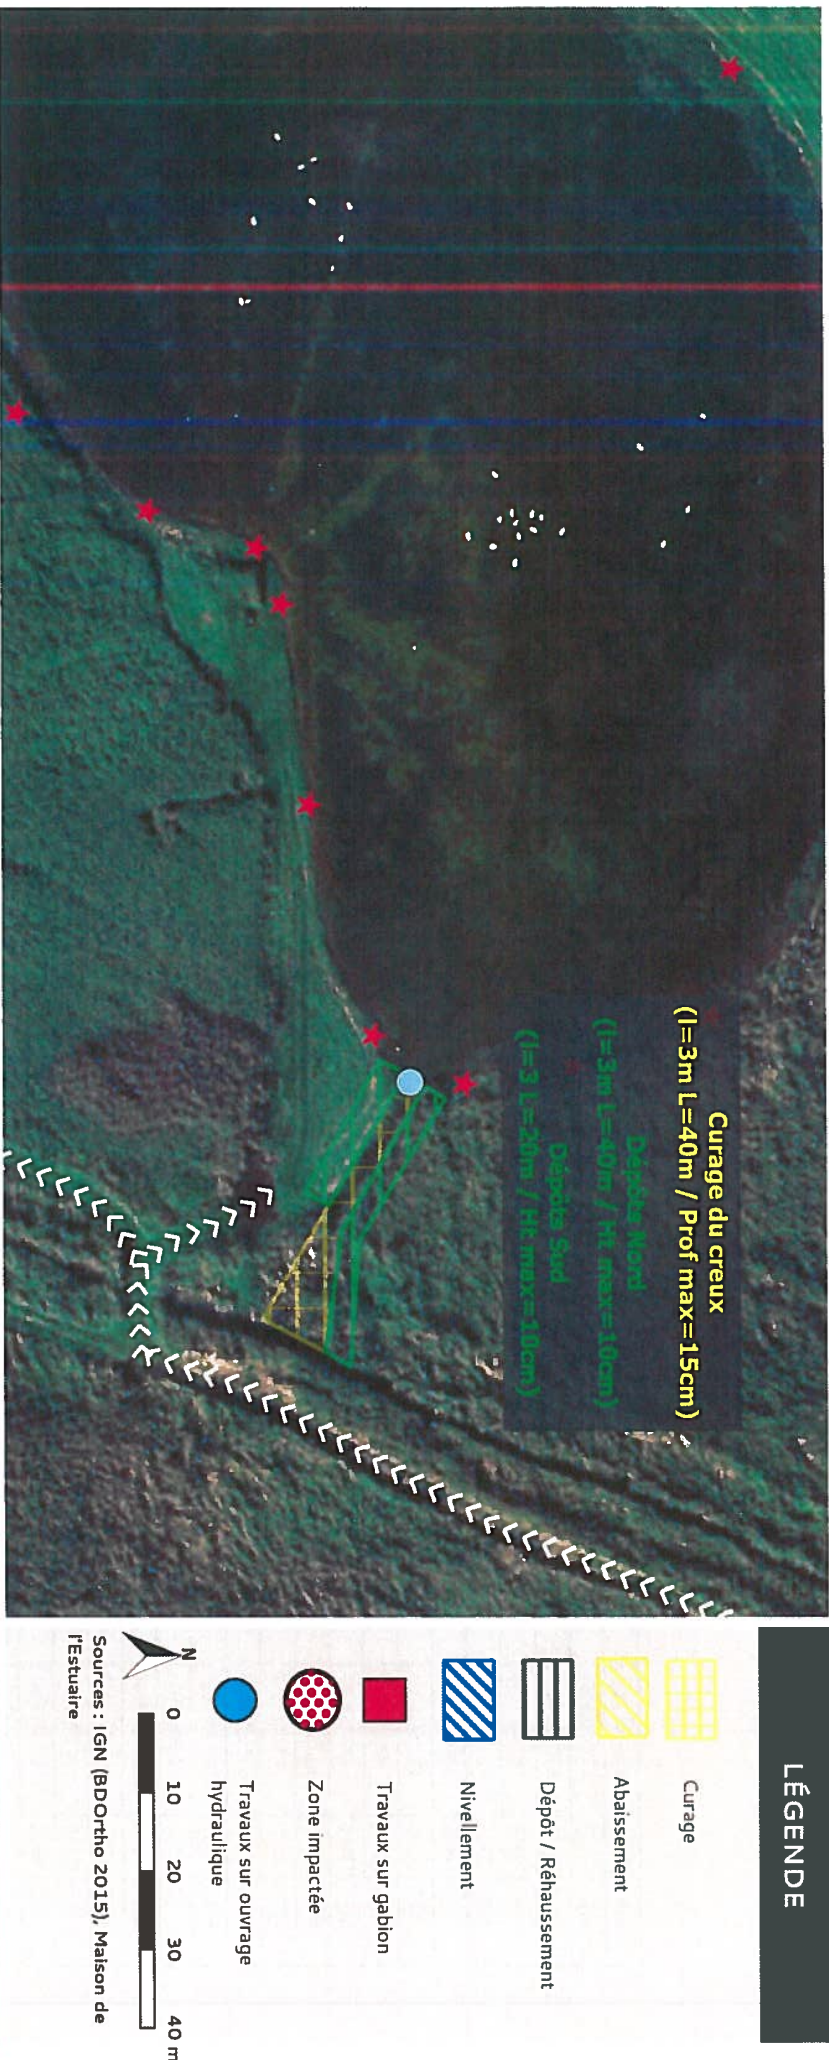 Curage du creux
(l=3m L=40m / Prof max=15cm)
Dépôts Nord
(l=3m L=40m / Ht max=10cm)
Dépôts Sud
(l=3 L=20m / Ht max=10cm)
LÉGENDE
Curage
Abaissement
Dépôt / Réhaussement
Nivellement
Travaux sur gabion
Zone impactée
Travaux sur ouvrage
hydraulique
N
0 10 20 30 40 m
Sources : IGN (BDOrtho 2015), Maison de
l'Estuaire